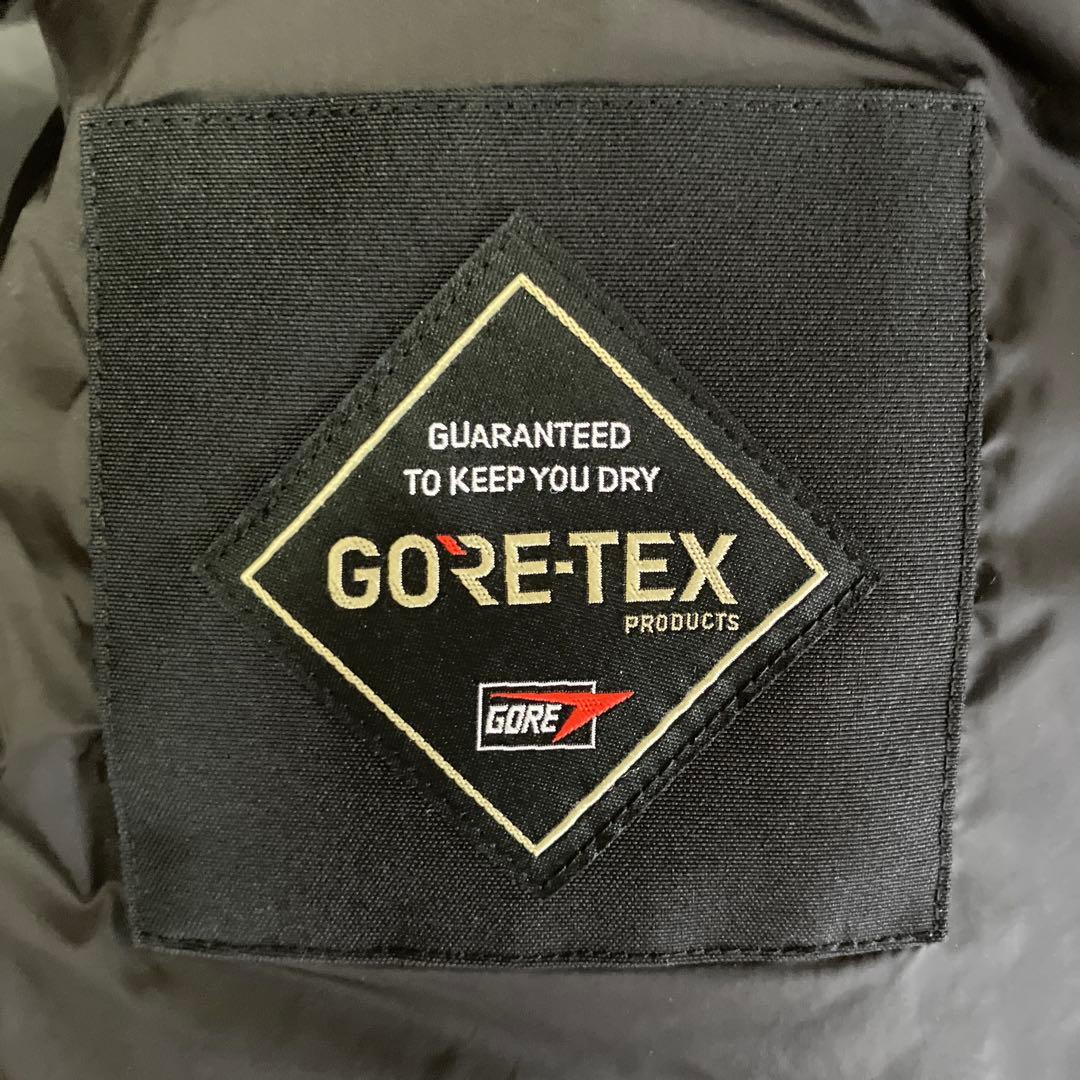 GUARANTEED
TO KEEP YOU DRY
GORE-TEX
PRODUCTS
GORE